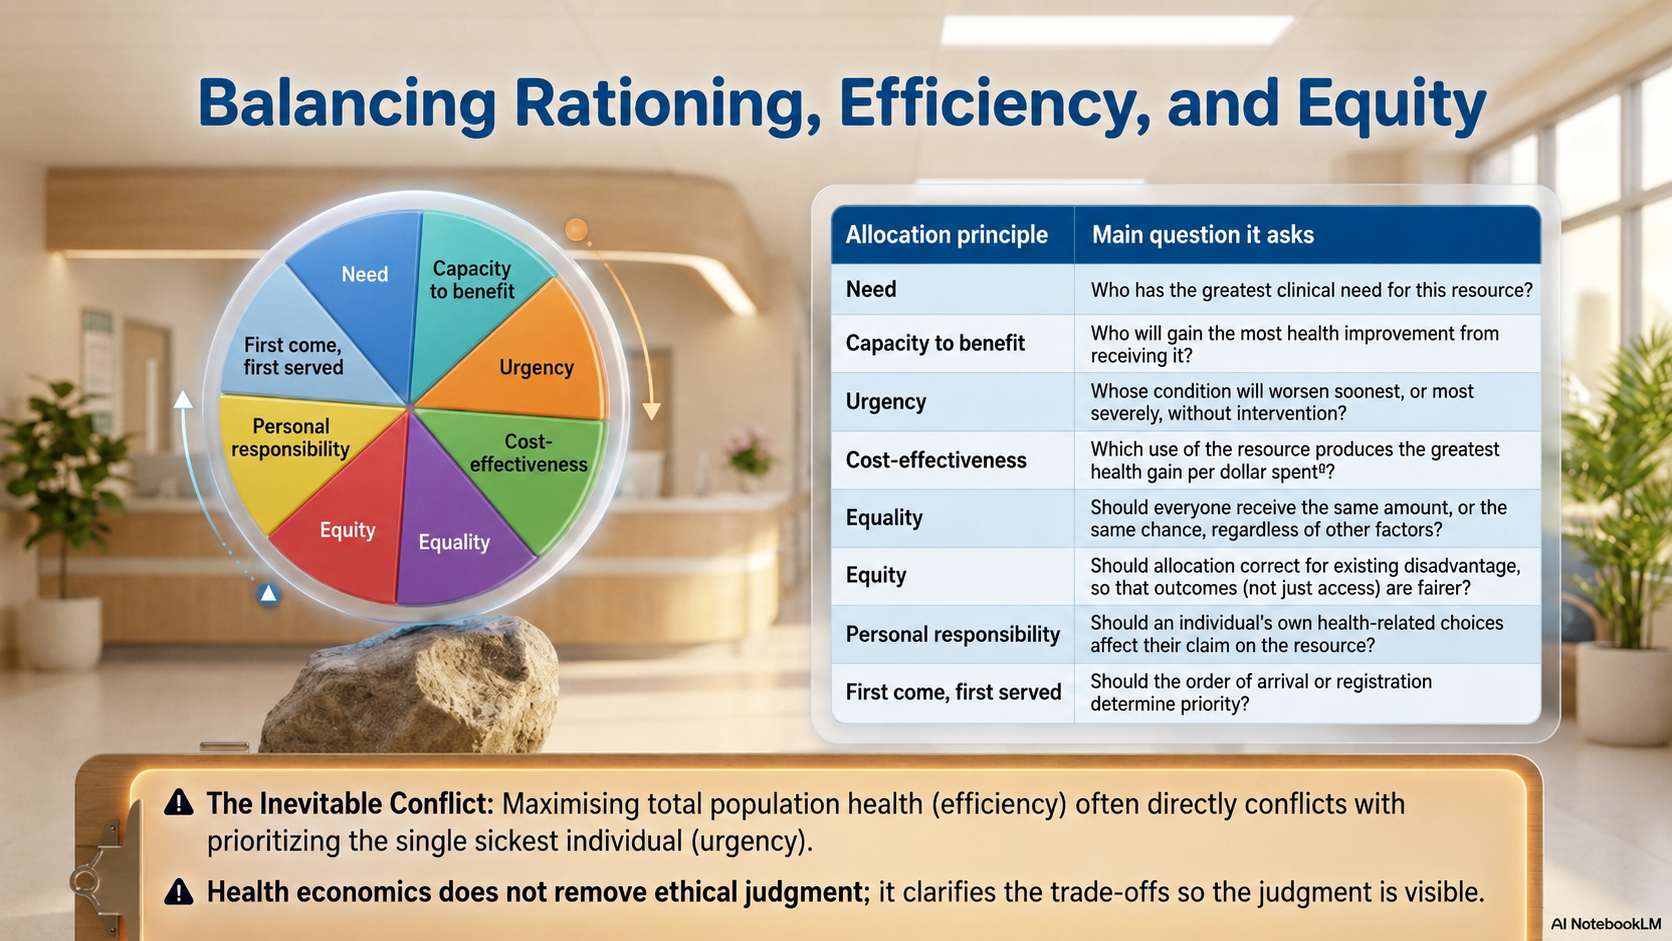 Balancing Rationing, Efficiency, and Equity
Need
Capacity
to benefit
Urgency
Cost-
effectiveness
Equality
Equity
Personal
responsibility
First come,
first served
Allocation principle
Main question it asks
Need
Who has the greatest clinical need for this resource?
Capacity to benefit
Who will gain the most health improvement from
receiving it?
Urgency
Whose condition will worsen soonest, or most
severely, without intervention?
Cost-effectiveness
Which use of the resource produces the greatest
health gain per dollar spentº?
Equality
Should everyone receive the same amount, or the
same chance, regardless of other factors?
Equity
Should allocation correct for existing disadvantage,
so that outcomes (not just access) are fairer?
Personal responsibility
Should an individual's own health-related choices
affect their claim on the resource?
First come, first served
Should the order of arrival or registration
determine priority?
The Inevitable Conflict: Maximising total population health (efficiency) often directly conflicts with
prioritizing the single sickest individual (urgency).
Health economics does not remove ethical judgment; it clarifies the trade-offs so the judgment is visible.
AI NotebookLM